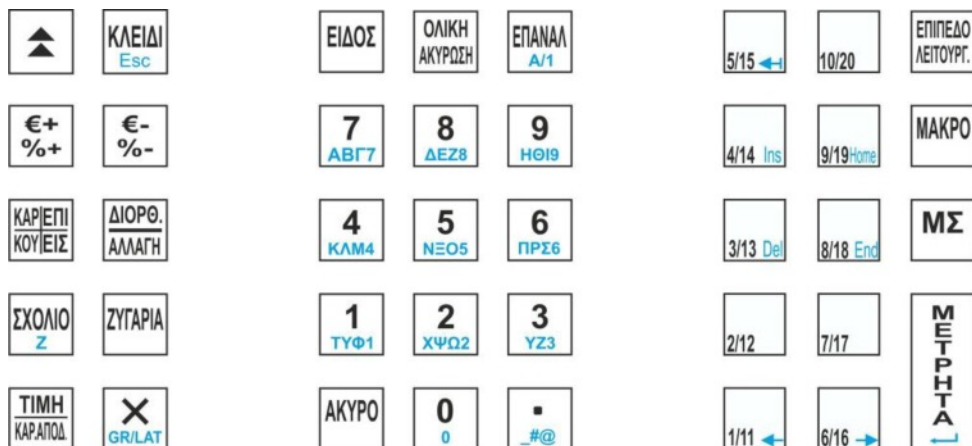 ΚΛΕΙΔΙ
Esc
ΕΙΔΟΣ
ΟΛΙΚΗ
ΑΚΥΡΩΣΗ
ΕΠΑΝΑΛ
Α/1
5/15
10/20
ΕΠΙΠΕΔΟ
ΛΕΙΤΟΥΡΓ.
€+
%+
€-
%-
7
ΑΒΓ7
8
ΔΕΖ8
9
ΗΘΙ9
4/14 Ins
9/19 Home
ΜΑΚΡΟ
ΚΑΡ ΕΠΙ
ΚΟΥ ΕΙΣ
ΔΙΟΡΘ.
ΑΛΛΑΓΗ
4
ΚΛΜ4
5
ΝΞΟ5
6
ΠΡΣ6
3/13 Del
8/18 End
ΜΣ
ΣΧΟΛΙΟ
Z
ΖΥΓΑΡΙΑ
1
ΤΥΦ1
2
ΧΨΩ2
3
YZ3
2/12
7/17
ΜΕΤΡΗΤΑ
ΤΙΜΗ
ΚΑΡ.ΑΠΟΔ.
X
GR/LAT
ΑΚΥΡΟ
0
0
.
_#@
1/11
6/16